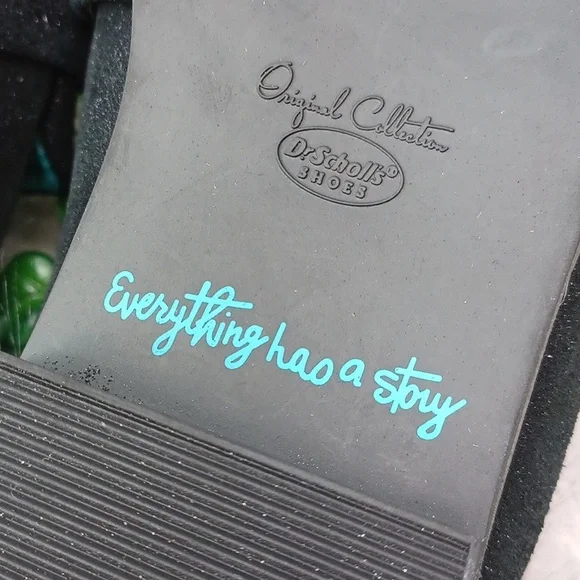 Original Collection
Dr.Scholl's®
SHOES
Everything has a story